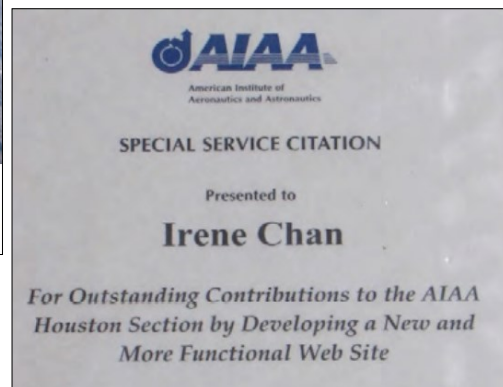 AIAA
American Institute of
Aeronautics and Astronautics
SPECIAL SERVICE CITATION
Presented to
Irene Chan
For Outstanding Contributions to the AIAA
Houston Section by Developing a New and
More Functional Web Site